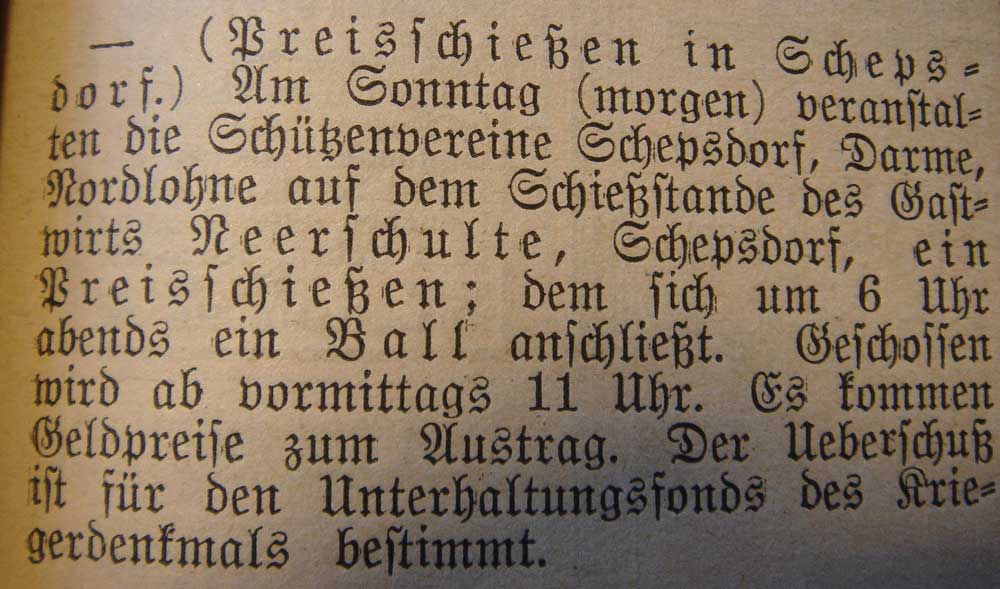 — (Preisſchießen in Scheps-
dorf.) Am Sonntag (morgen) veranſtal-
ten die Schützenvereine Schepsdorf, Darme,
Nordlohne auf dem Schießſtande des Gaſt-
wirts Neerſchulte, Schepsdorf, ein
Preisſchießen; dem ſich um 6 Uhr
abends ein Ball anſchließt. Geſchoſſen
wird ab vormittags 11 Uhr. Es kommen
Geldpreiſe zum Austrag. Der Ueberſchuß
iſt für den Unterhaltungsfonds des Krie-
gerdenkmals beſtimmt.